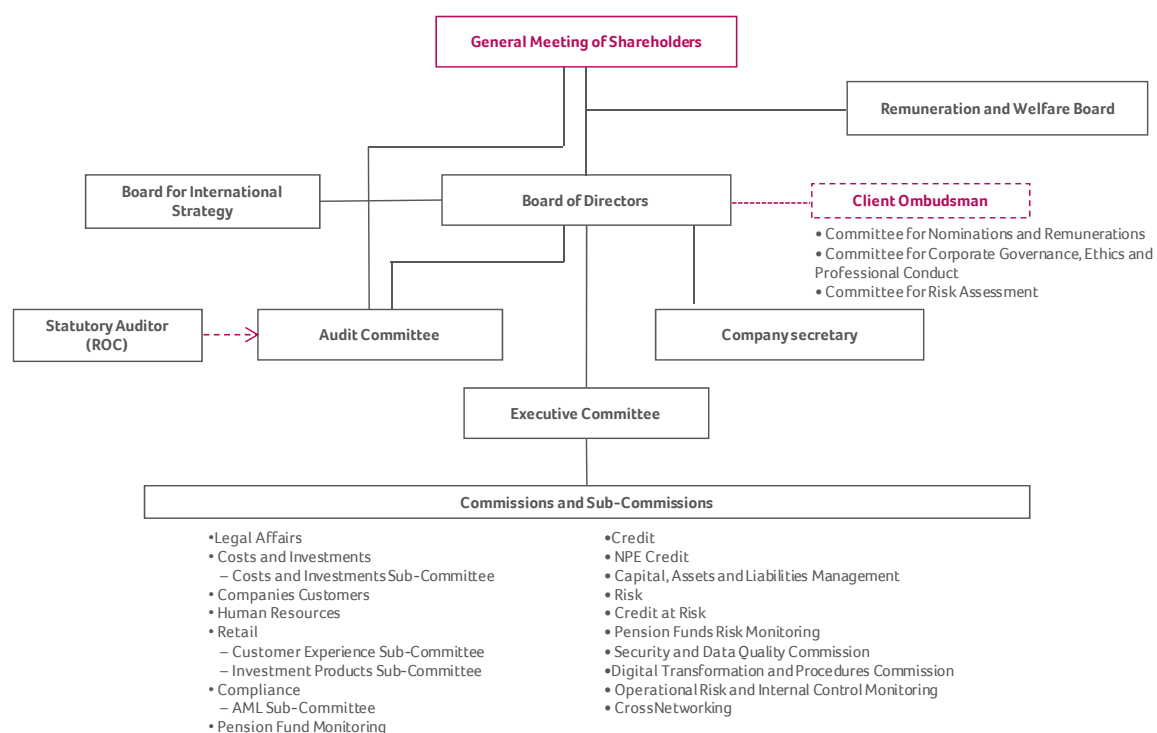 General Meeting of Shareholders
Remuneration and Welfare Board
Board for International
Strategy
Board of Directors
Client Ombudsman
• Committee for Nominations and Remunerations
• Committee for Corporate Governance, Ethics and
Professional Conduct
• Committee for Risk Assessment
Statutory Auditor
(ROC)
Audit Committee
Company secretary
Executive Committee
Commissions and Sub-Commissions
•Legal Affairs
• Costs and Investments
– Costs and Investments Sub-Committee
• Companies Customers
• Human Resources
• Retail
– Customer Experience Sub-Committee
– Investment Products Sub-Committee
• Compliance
– AML Sub-Committee
• Pension Fund Monitoring
•Credit
• NPE Credit
• Capital, Assets and Liabilities Management
• Risk
• Credit at Risk
• Pension Funds Risk Monitoring
• Security and Data Quality Commission
•Digital Transformation and Procedures Commission
• Operational Risk and Internal Control Monitoring
• CrossNetworking